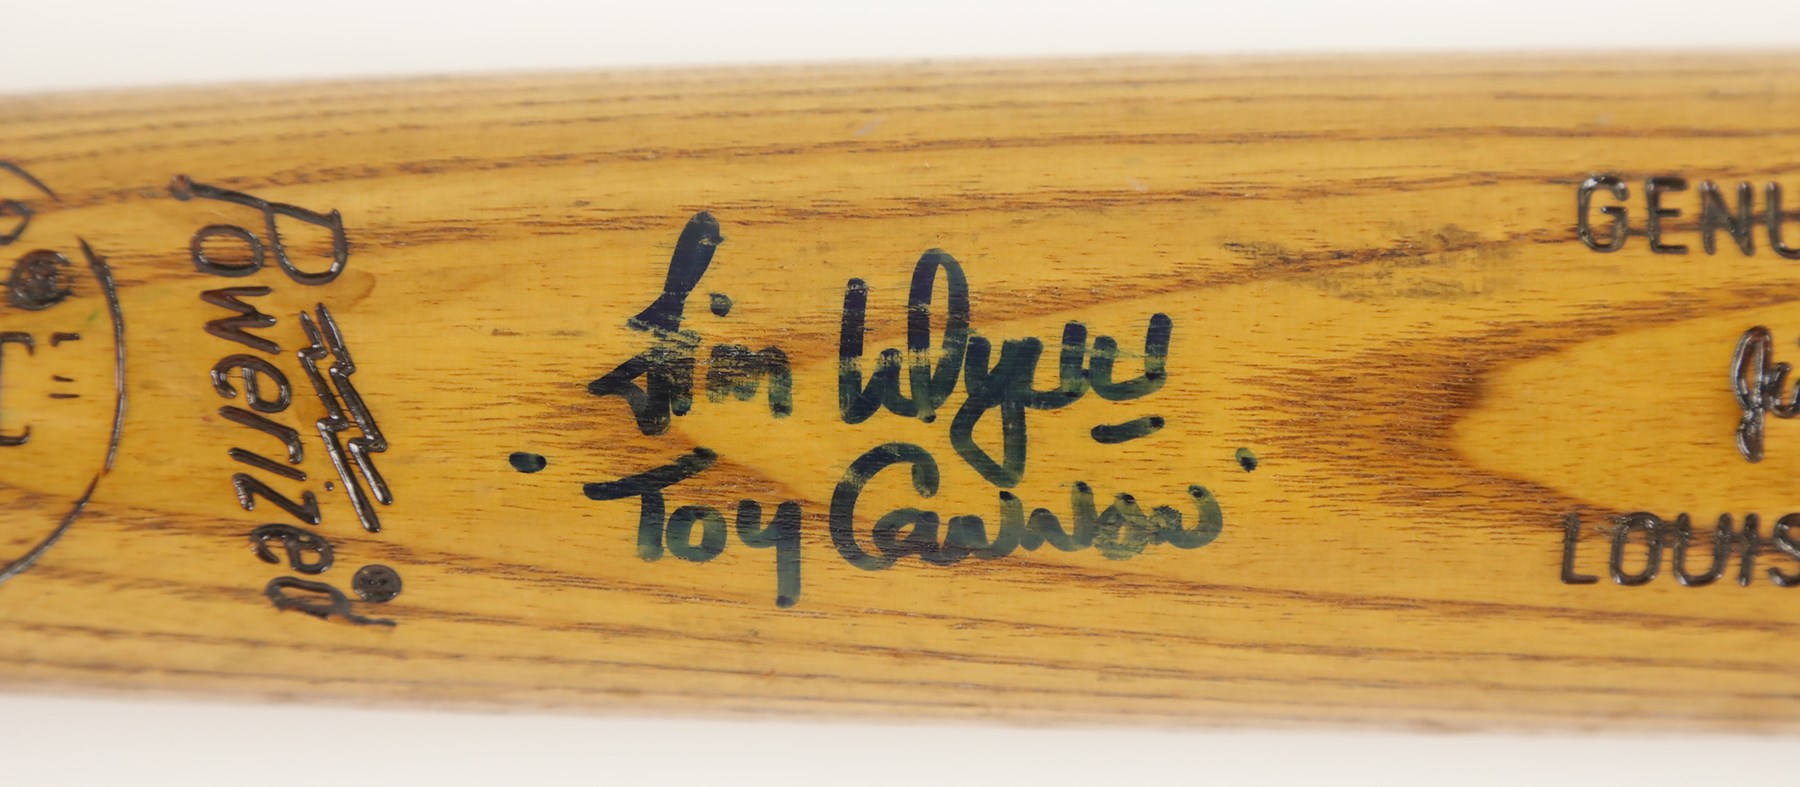 Powerized
Jim Wynn
"Toy Cannon"
GENU
LOUIS